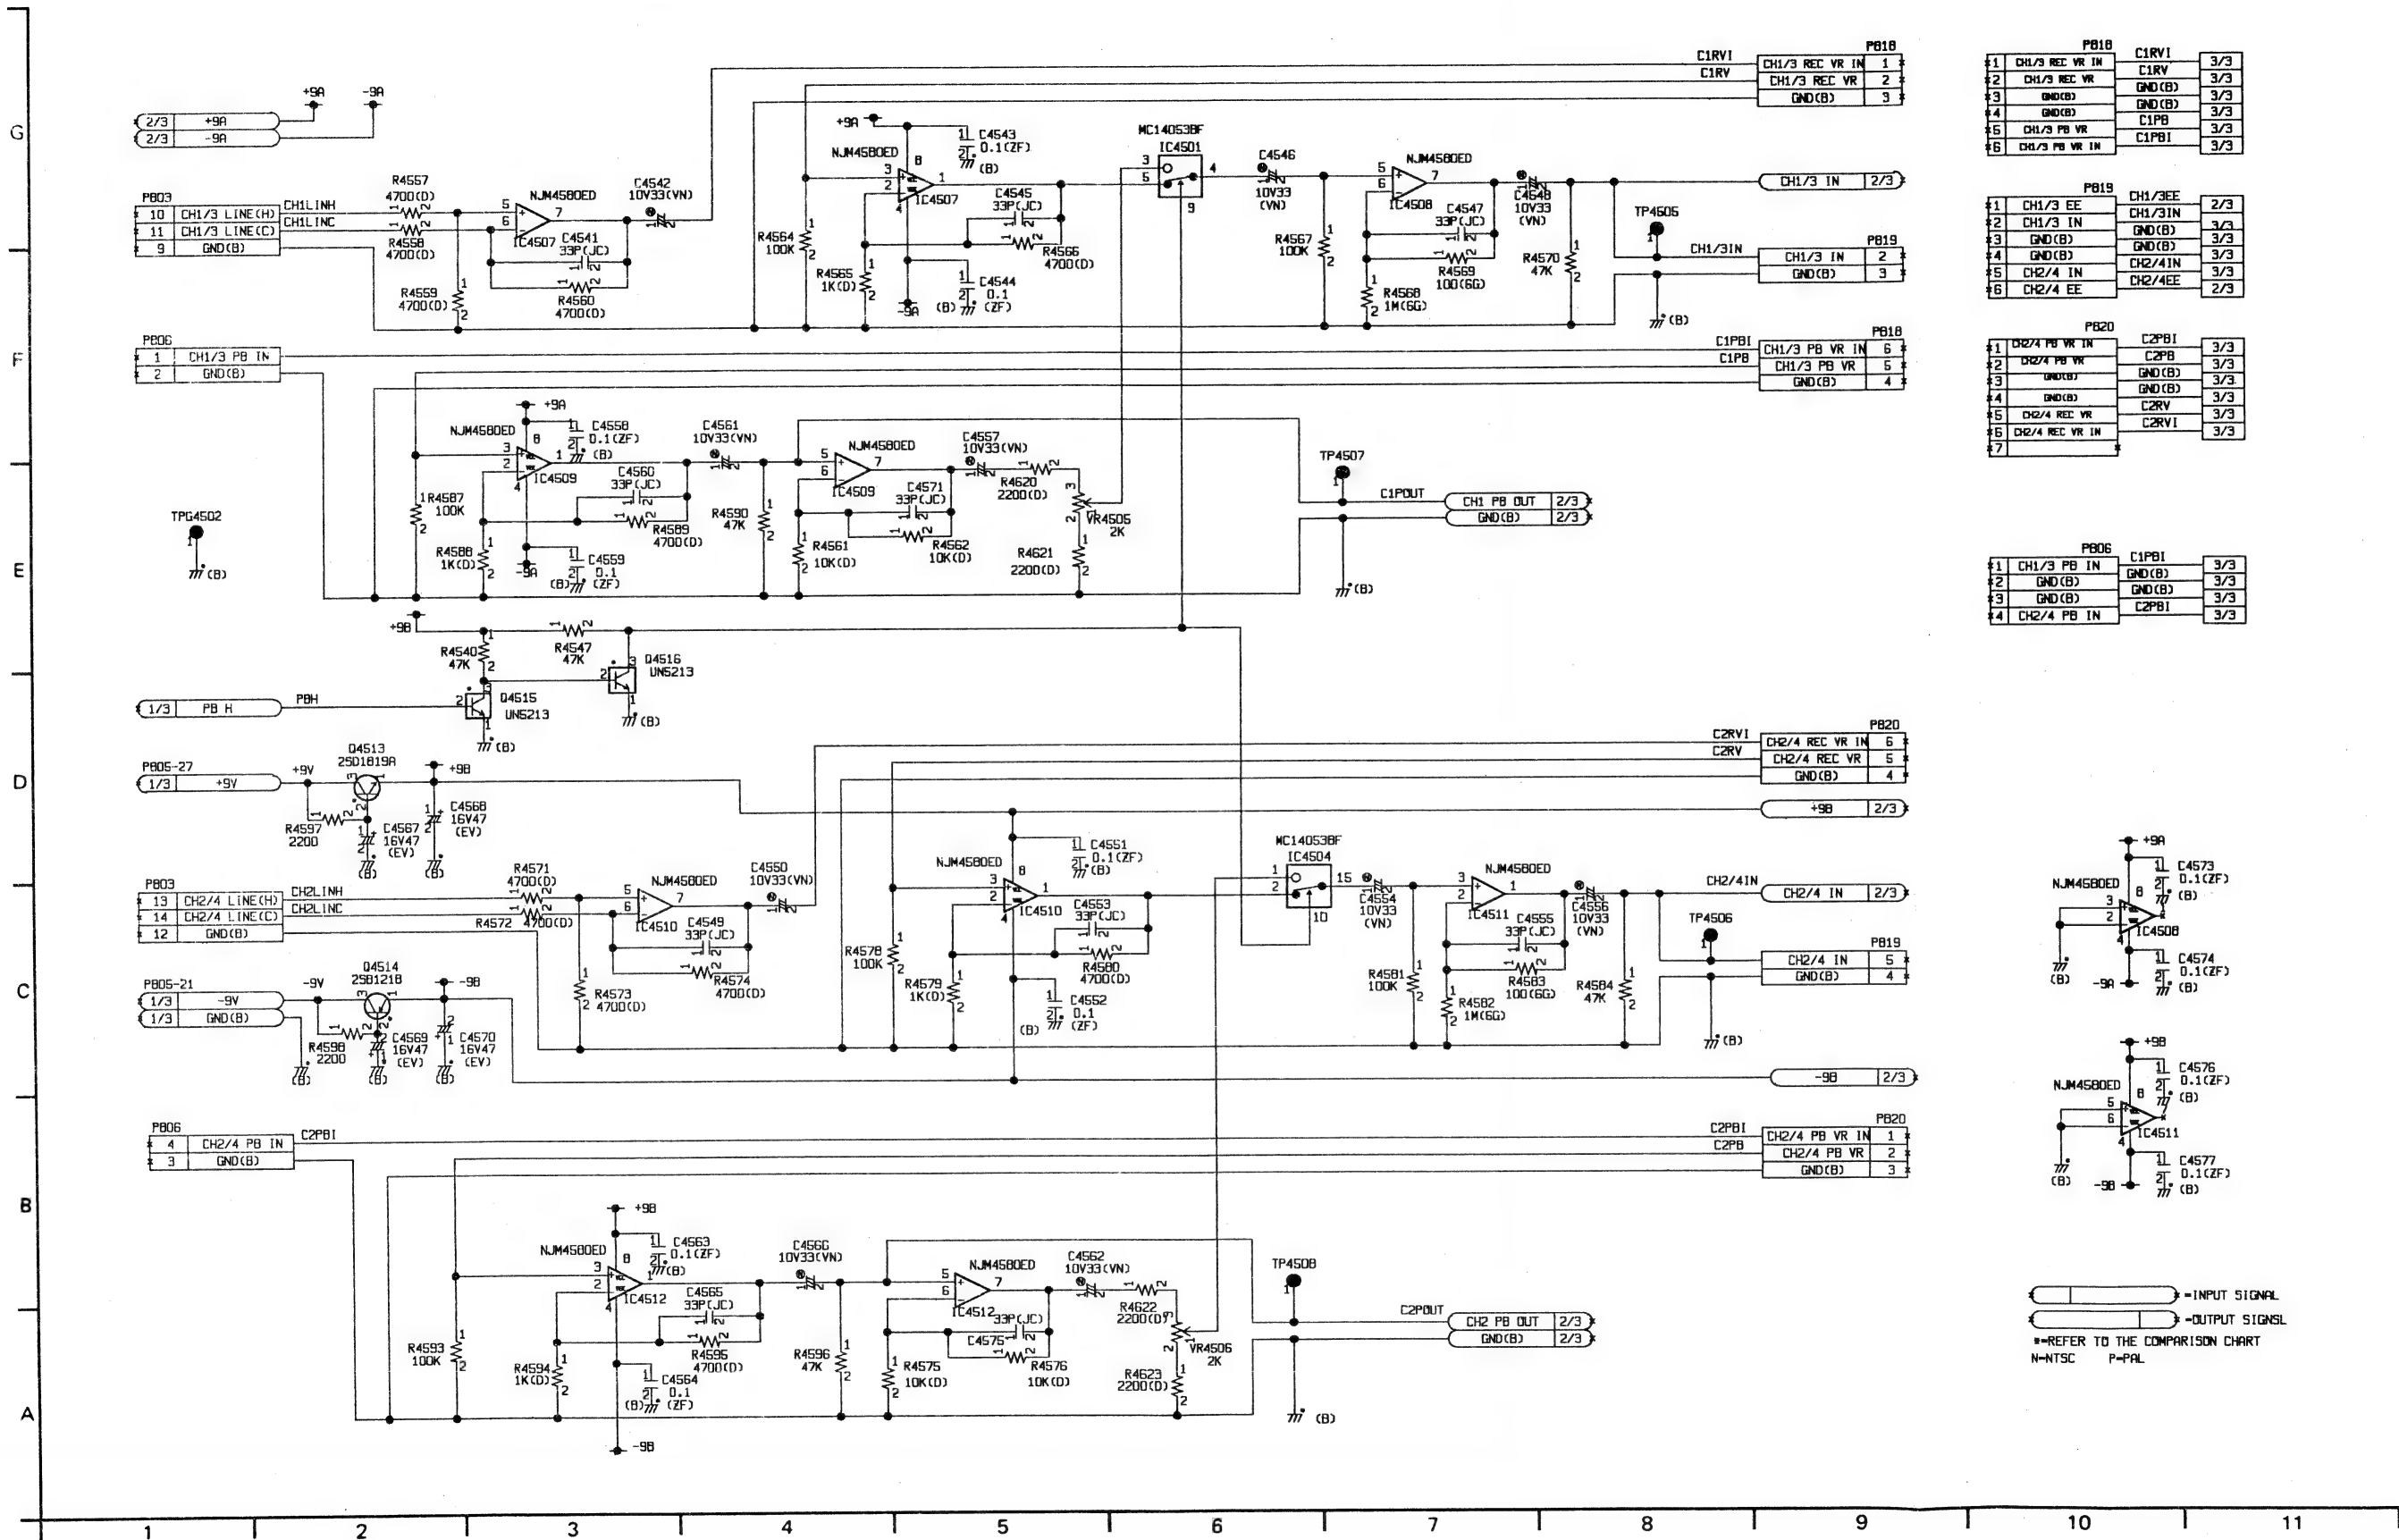 G
F
E
D
C
B
A
+9A -9A
2/3 +9A
2/3 -9A
P803
10 CH1/3 LINE(H) CH1LINH
11 CH1/3 LINE(C) CH1LINC
9 GND(B)
R4557
4700(D)
R4558
4700(D)
R4559
4700(D)
NJM4580ED
IC4507
C4541
33P(JC)
R4560
4700(D)
C4542
10V33(VN)
+9A
NJM4580ED
IC4507
C4543
0.1(ZF)
(B)
C4545
33P(JC)
R4564
100K
R4565
1K(D)
R4566
4700(D)
-9A
C4544
0.1
(ZF)
(B)
MC14053BF
IC4501
C4546
10V33
(VN)
R4567
100K
NJM4580ED
IC4508
C4547
33P(JC)
R4568
1M(6G)
R4569
100(6G)
C4548
10V33
(VN)
R4570
47K
TP4505
(B)
C1RVI
C1RV
P818
CH1/3 REC VR IN 1
CH1/3 REC VR 2
GND(B) 3
CH1/3 IN 2/3
CH1/3IN
P819
CH1/3 IN 2
GND(B) 3
P806
1 CH1/3 PB IN
2 GND(B)
C1PBI
C1PB
P818
CH1/3 PB VR IN 6
CH1/3 PB VR 5
GND(B) 4
+9A
NJM4580ED
IC4509
C4558
0.1(ZF)
(B)
C4560
33P(JC)
R4587
100K
R4588
1K(D)
R4589
4700(D)
-9A
C4559
0.1
(ZF)
(B)
C4561
10V33(VN)
R4590
47K
NJM4580ED
IC4509
C4571
33P(JC)
R4561
10K(D)
R4562
10K(D)
C4557
10V33(VN)
R4620
2200(D)
VR4505
2K
R4621
2200(D)
TP4507
C1POUT
CH1 PB OUT 2/3
GND(B) 2/3
(B)
TPG4502
(B)
+9B
R4540
47K
R4547
47K
Q4516
UN5213
(B)
1/3 PB H PBH
Q4515
UN5213
(B)
P805-27
1/3 +9V
+9V
Q4513
2SD1819A
+9B
R4597
2200
C4567
16V47
(EV)
(B)
C4568
16V47
(EV)
(B)
C2RVI
C2RV
P820
CH2/4 REC VR IN 6
CH2/4 REC VR 5
GND(B) 4
+9B 2/3
P803
13 CH2/4 LINE(H) CH2LINH
14 CH2/4 LINE(C) CH2LINC
12 GND(B)
R4571
4700(D)
R4572 4700(D)
R4573
4700(D)
NJM4580ED
IC4510
C4549
33P(JC)
R4574
4700(D)
C4550
10V33(VN)
NJM4580ED
IC4510
C4551
0.1(ZF)
(B)
C4553
33P(JC)
R4578
100K
R4579
1K(D)
R4580
4700(D)
C4552
0.1
(ZF)
(B)
MC14053BF
IC4504
C4554
10V33
(VN)
R4581
100K
NJM4580ED
IC4511
C4555
33P(JC)
R4582
1M(6G)
R4583
100(6G)
C4556
10V33
(VN)
R4584
47K
TP4506
(B)
CH2/4IN
CH2/4 IN 2/3
P819
CH2/4 IN 5
GND(B) 4
P805-21
1/3 -9V
1/3 GND(B)
-9V
Q4514
2SB1218
-9B
R4598
2200
(B)
C4569
16V47
(EV)
(B)
C4570
16V47
(EV)
(B)
-9B 2/3
P806
4 CH2/4 PB IN C2PBI
3 GND(B)
C2PBI
C2PB
P820
CH2/4 PB VR IN 1
CH2/4 PB VR 2
GND(B) 3
+9B
NJM4580ED
IC4512
C4563
0.1(ZF)
(B)
C4565
33P(JC)
R4593
100K
R4594
1K(D)
R4595
4700(D)
C4564
0.1
(ZF)
(B)
-9B
C4566
10V33(VN)
R4596
47K
NJM4580ED
IC4512
33P(JC)
C4575
R4575
10K(D)
R4576
10K(D)
C4562
10V33(VN)
R4622
2200(D)
VR4506
2K
R4623
2200(D)
TP4508
C2POUT
CH2 PB OUT 2/3
GND(B) 2/3
(B)
P818
1 CH1/3 REC VR IN C1RVI 3/3
2 CH1/3 REC VR C1RV 3/3
3 GND(B) GND(B) 3/3
4 GND(B) GND(B) 3/3
5 CH1/3 PB VR C1PB 3/3
6 CH1/3 PB VR IN C1PBI 3/3
P819
1 CH1/3 EE CH1/3EE 2/3
2 CH1/3 IN CH1/3IN 3/3
3 GND(B) GND(B) 3/3
4 GND(B) GND(B) 3/3
5 CH2/4 IN CH2/4IN 3/3
6 CH2/4 EE CH2/4EE 2/3
P820
1 CH2/4 PB VR IN C2PBI 3/3
2 CH2/4 PB VR C2PB 3/3
3 GND(B) GND(B) 3/3
4 GND(B) GND(B) 3/3
5 CH2/4 REC VR C2RV 3/3
6 CH2/4 REC VR IN C2RVI 3/3
7
P806
1 CH1/3 PB IN C1PBI 3/3
2 GND(B) GND(B) 3/3
3 GND(B) GND(B) 3/3
4 CH2/4 PB IN C2PBI 3/3
+9A
C4573
0.1(ZF)
(B)
NJM4580ED
IC4508
C4574
0.1(ZF)
(B)
(B)
-9A
+9B
C4576
0.1(ZF)
(B)
NJM4580ED
IC4511
C4577
0.1(ZF)
(B)
(B)
-9B
=INPUT SIGNAL
=OUTPUT SIGNSL
*=REFER TO THE COMPARISON CHART
N=NTSC P=PAL
1 2 3 4 5 6 7 8 9 10 11